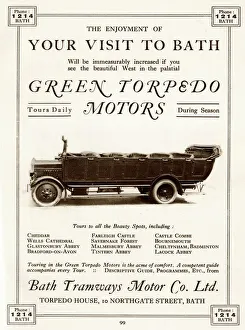 Phone:
1214
BATH
Phone:
1214
BATH
THE ENJOYMENT OF
YOUR VISIT TO BATH
Will be immeasurably increased if you
see the beautiful West in the palatial
GREEN TORPEDO
Tours Daily
MOTORS
During Season
Tours to all the Beauty Spots, including:
CHEDDAR
FARLEIGH CASTLE
CASTLE COMBE
WELLS CATHEDRAL
SAVERNAKE FOREST
BOURNEMOUTH
GLASTONBURY ABBEY
MALMESBURY ABBEY
CHELTENHAM, BADMINTON
BRADFORD-ON-AVON
TINTERN ABBEY
LACOCK ABBEY
Touring in the Green Torpedo Motors is the acme of comfort. A competent guide
accompanies every Tour. :: Descriptive Guide, Programmes, Etc., from
Bath Tramways Motor Co. Ltd.
Phone:
1214
BATH
TORPEDO HOUSE, 10 NORTHGATE STREET, BATH
Phone:
1214
BATH
99